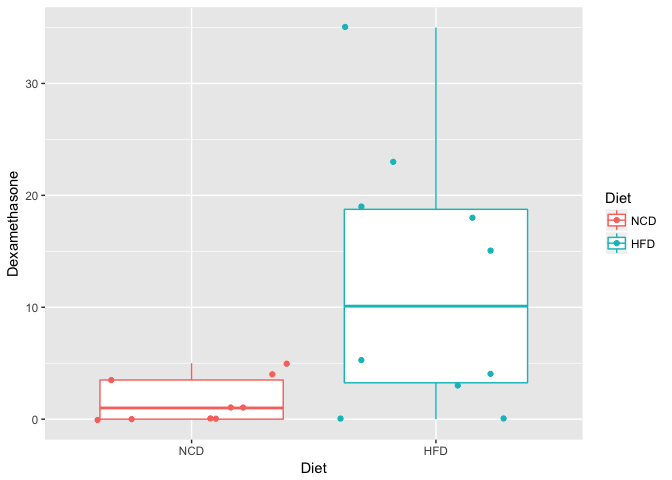 Dexamethasone
30
20
10
0
NCD
HFD
Diet
Diet
NCD
HFD